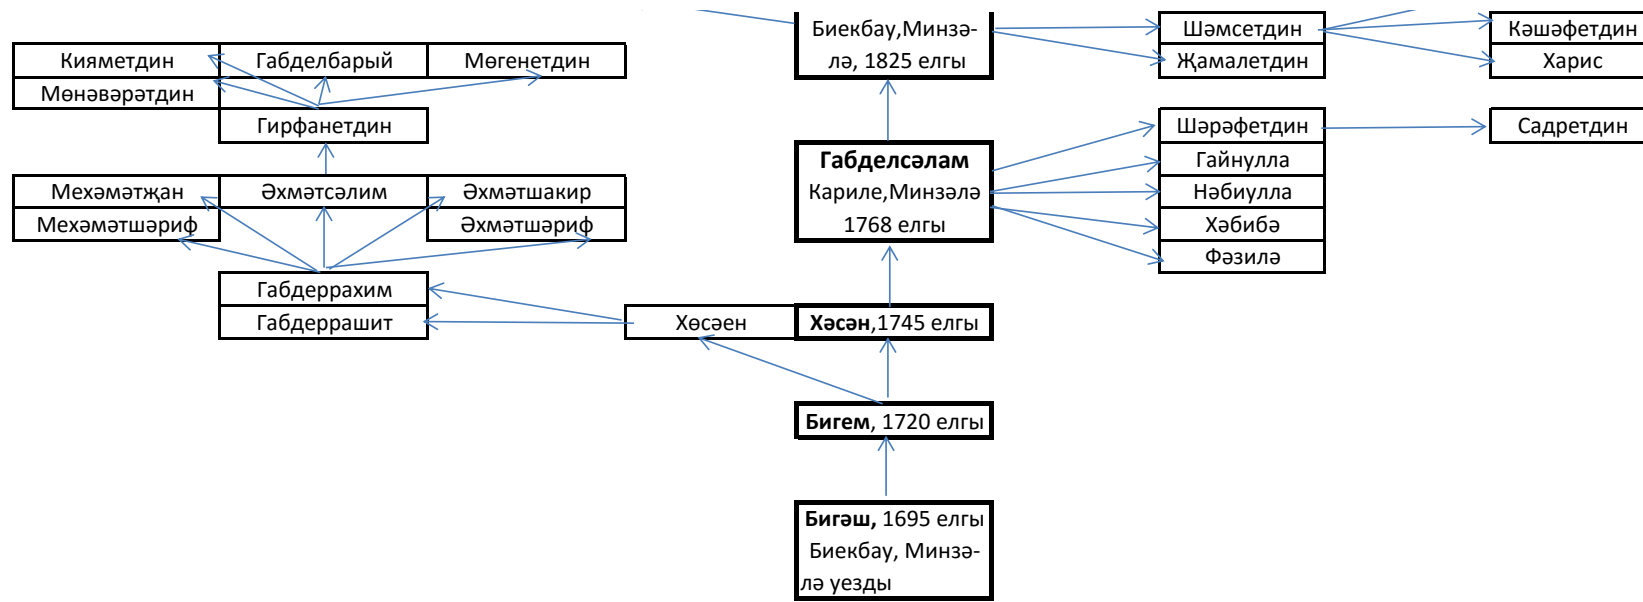 Биекбау,Минзә-
лә, 1825 елгы
Шәмсетдин
Җамалетдин
Кәшәфетдин
Харис
Кияметдин
Габделбарый
Мөгенетдин
Мөнәвәрәтдин
Гирфанетдин
Шәрәфетдин
Садретдин
Гайнулла
Нәбиулла
Хәбибә
Фәзилә
Габделсәлам
Кариле,Минзәлә
1768 елгы
Мехәмәтҗан
Әхмәтсәлим
Әхмәтшакир
Мехәмәтшәриф
Әхмәтшәриф
Габдеррахим
Габдеррашит
Хөсәен
Хәсән,1745 елгы
Бигем, 1720 елгы
Бигәш, 1695 елгы
Биекбау, Минзә-
лә уезды